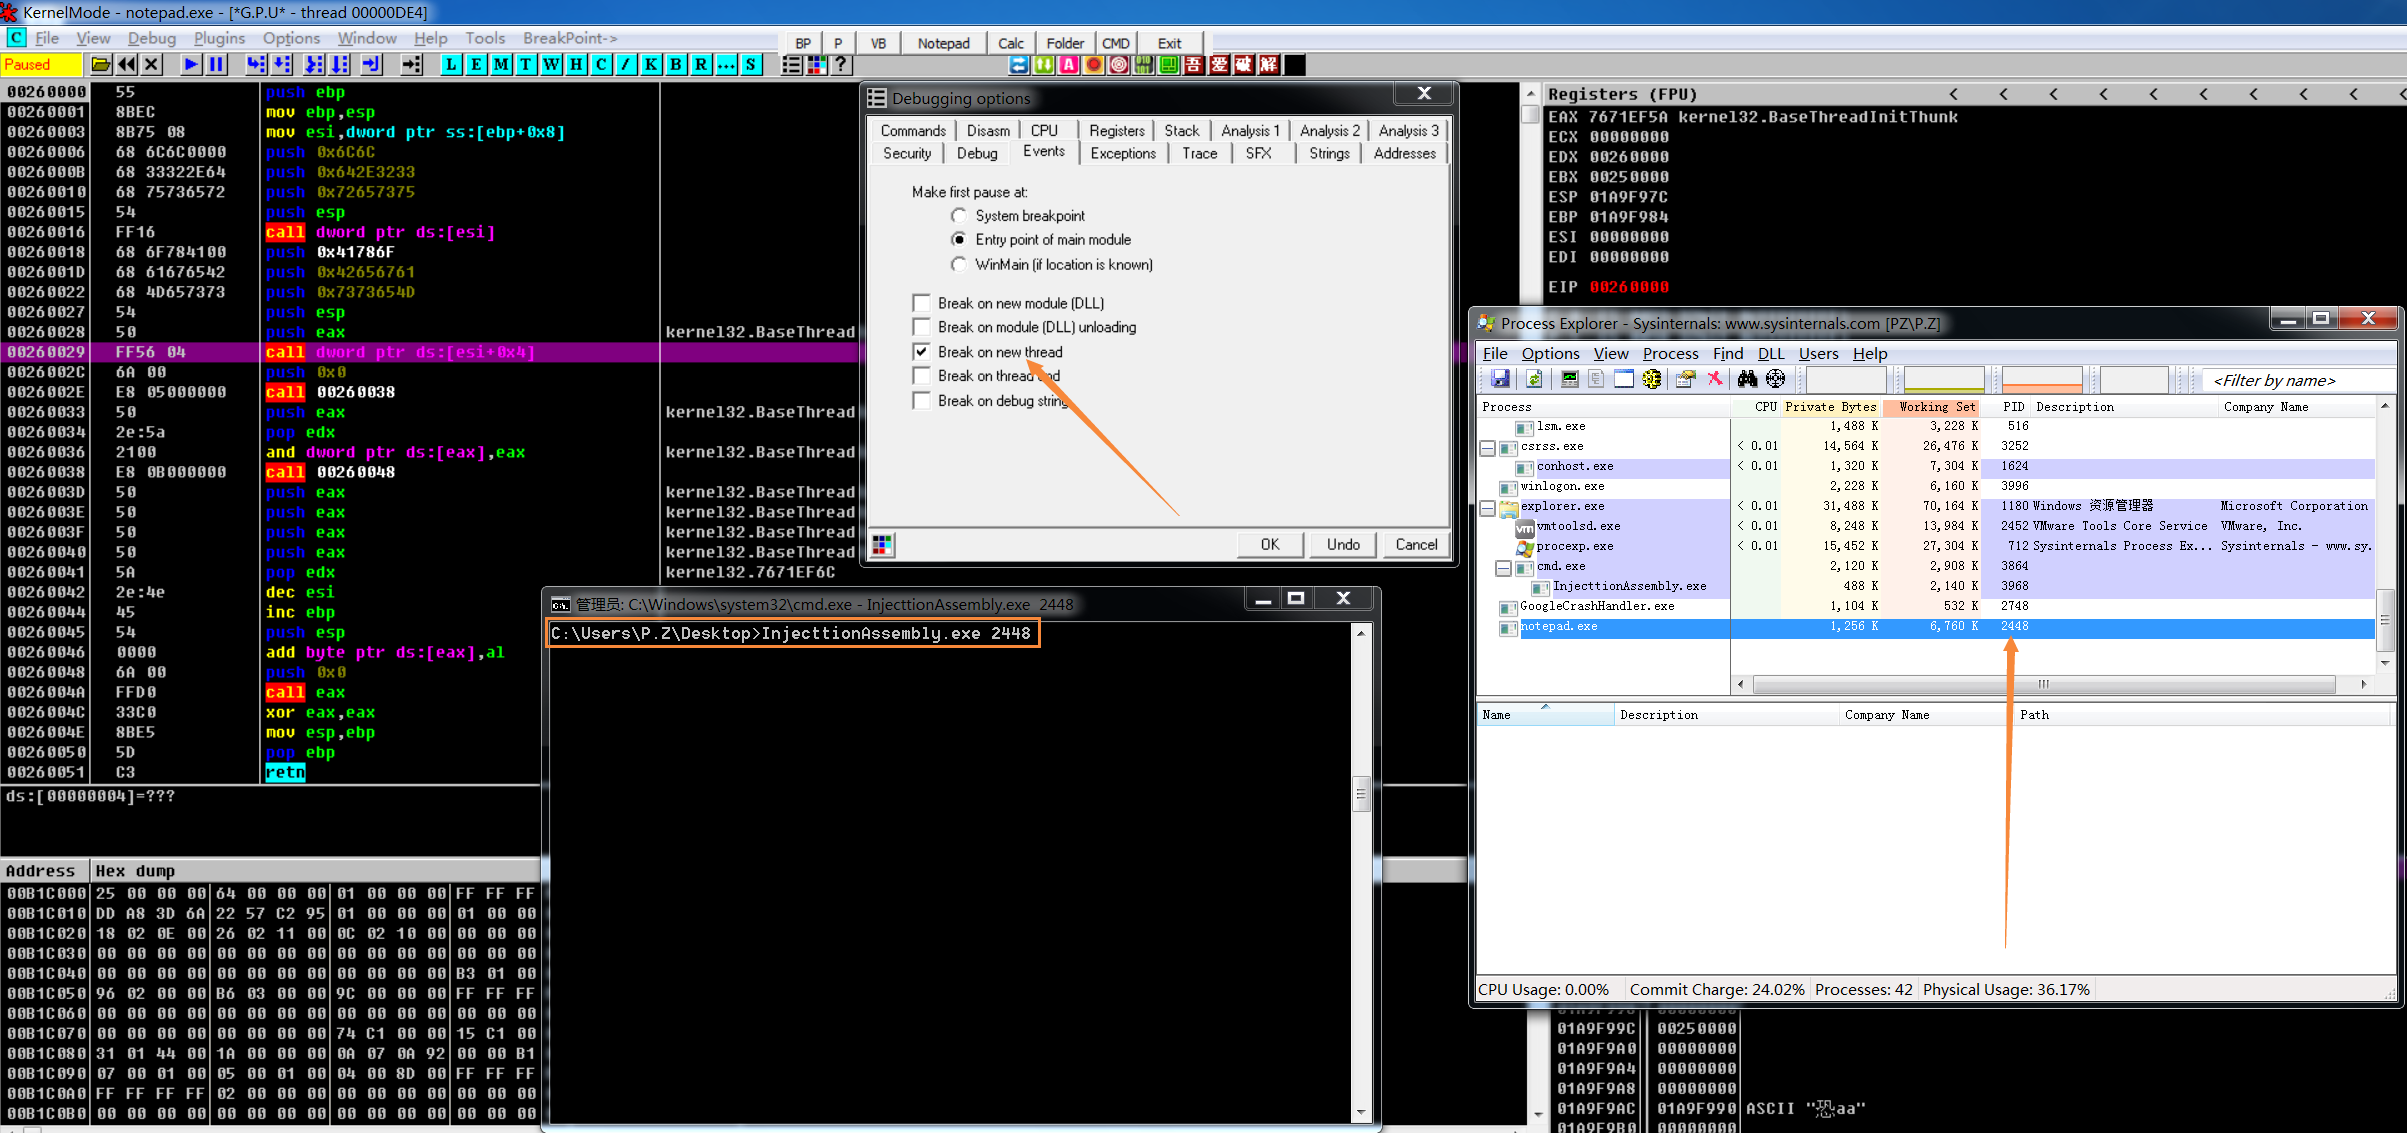 KernelMode - notepad.exe - [*G.P.U* - thread 00000DE4]
C File View Debug Plugins Options Window Help Tools BreakPoint->
BP P VB Notepad Calc Folder CMD Exit
Paused
L E M T W H C / K B R ... S
?
吾 爱 破 解
00260000 55 push ebp
00260001 8BEC mov ebp,esp
00260003 8B75 08 mov esi,dword ptr ss:[ebp+0x8]
00260006 68 6C6C0000 push 0x6C6C
0026000B 68 33322E64 push 0x642E3233
00260010 68 75736572 push 0x72657375
00260015 54 push esp
00260016 FF16 call dword ptr ds:[esi]
00260018 68 6F784100 push 0x41786F
0026001D 68 61676542 push 0x42656761
00260022 68 4D657373 push 0x7373654D
00260027 54 push esp
00260028 50 push eax kernel32.BaseThread
00260029 FF56 04 call dword ptr ds:[esi+0x4]
0026002C 6A 00 push 0x0
0026002E E8 05000000 call 00260038
00260033 50 push eax kernel32.BaseThread
00260034 2e:5a pop edx
00260036 2100 and dword ptr ds:[eax],eax kernel32.BaseThread
00260038 E8 0B000000 call 00260048
0026003D 50 push eax kernel32.BaseThread
0026003E 50 push eax kernel32.BaseThread
0026003F 50 push eax kernel32.BaseThread
00260040 50 push eax kernel32.BaseThread
00260041 5A pop edx kernel32.7671EF6C
00260042 2e:4e dec esi
00260044 45 inc ebp
00260045 54 push esp
00260046 0000 add byte ptr ds:[eax],al
00260048 6A 00 push 0x0
0026004A FFD0 call eax
0026004C 33C0 xor eax,eax
0026004E 8BE5 mov esp,ebp
00260050 5D pop ebp
00260051 C3 retn
ds:[00000004]=???
Address Hex dump
00B1C000 25 00 00 00 64 00 00 00 01 00 00 00 FF FF FF
00B1C010 DD A8 3D 6A 22 57 C2 95 01 00 00 00 01 00 00
00B1C020 18 02 0E 00 26 02 11 00 0C 02 10 00 00 00 00
00B1C030 00 00 00 00 00 00 00 00 00 00 00 00 00 00 00
00B1C040 00 00 00 00 00 00 00 00 00 00 00 00 B3 01 00
00B1C050 96 02 00 00 B6 03 00 00 9C 00 00 00 FF FF FF
00B1C060 00 00 00 00 00 00 00 00 00 00 00 00 00 00 00
00B1C070 00 00 00 00 00 00 00 00 74 C1 00 00 15 C1 00
00B1C080 31 01 44 00 1A 00 00 00 0A 07 0A 92 00 00 B1
00B1C090 07 00 01 00 05 00 01 00 04 00 8D 00 FF FF FF
00B1C0A0 FF FF FF FF 02 00 00 00 00 00 00 00 00 00 00
00B1C0B0 00 00 00 00 00 00 00 00 00 00 00 00 00 00 00
Debugging options
Commands Disasm CPU Registers Stack Analysis 1 Analysis 2 Analysis 3
Security Debug Events Exceptions Trace SFX Strings Addresses
Make first pause at:
System breakpoint
Entry point of main module
WinMain (if location is known)
Break on new module (DLL)
Break on module (DLL) unloading
Break on new thread
Break on thread end
Break on debug string
OK Undo Cancel
管理员: C:\Windows\system32\cmd.exe - InjecttionAssembly.exe 2448
C:\Users\P.Z\Desktop>InjecttionAssembly.exe 2448
Registers (FPU) < < < < < < < < < <
EAX 7671EF5A kernel32.BaseThreadInitThunk
ECX 00000000
EDX 00260000
EBX 00250000
ESP 01A9F97C
EBP 01A9F984
ESI 00000000
EDI 00000000
EIP 00260000
Process Explorer - Sysinternals: www.sysinternals.com [PZ\P.Z]
File Options View Process Find DLL Users Help
<Filter by name>
Process CPU Private Bytes Working Set PID Description Company Name
lsm.exe 1,488 K 3,228 K 516
csrss.exe < 0.01 14,564 K 26,476 K 3252
conhost.exe < 0.01 1,320 K 7,304 K 1624
winlogon.exe 2,228 K 6,160 K 3996
explorer.exe < 0.01 31,488 K 70,164 K 1180 Windows 资源管理器 Microsoft Corporation
vmtoolsd.exe < 0.01 8,248 K 13,984 K 2452 VMware Tools Core Service VMware, Inc.
procexp.exe < 0.01 15,452 K 27,304 K 712 Sysinternals Process Ex... Sysinternals - www.sy.
cmd.exe 2,120 K 2,908 K 3864
InjecttionAssembly.exe 488 K 2,140 K 3968
GoogleCrashHandler.exe 1,104 K 532 K 2748
notepad.exe 1,256 K 6,760 K 2448
Name Description Company Name Path
CPU Usage: 0.00% Commit Charge: 24.02% Processes: 42 Physical Usage: 36.17%
01A9F99C 00250000
01A9F9A0 00000000
01A9F9A4 00000000
01A9F9A8 00000000
01A9F9AC 01A9F990 ASCII "恐aa"
01A9F9B0 00000000